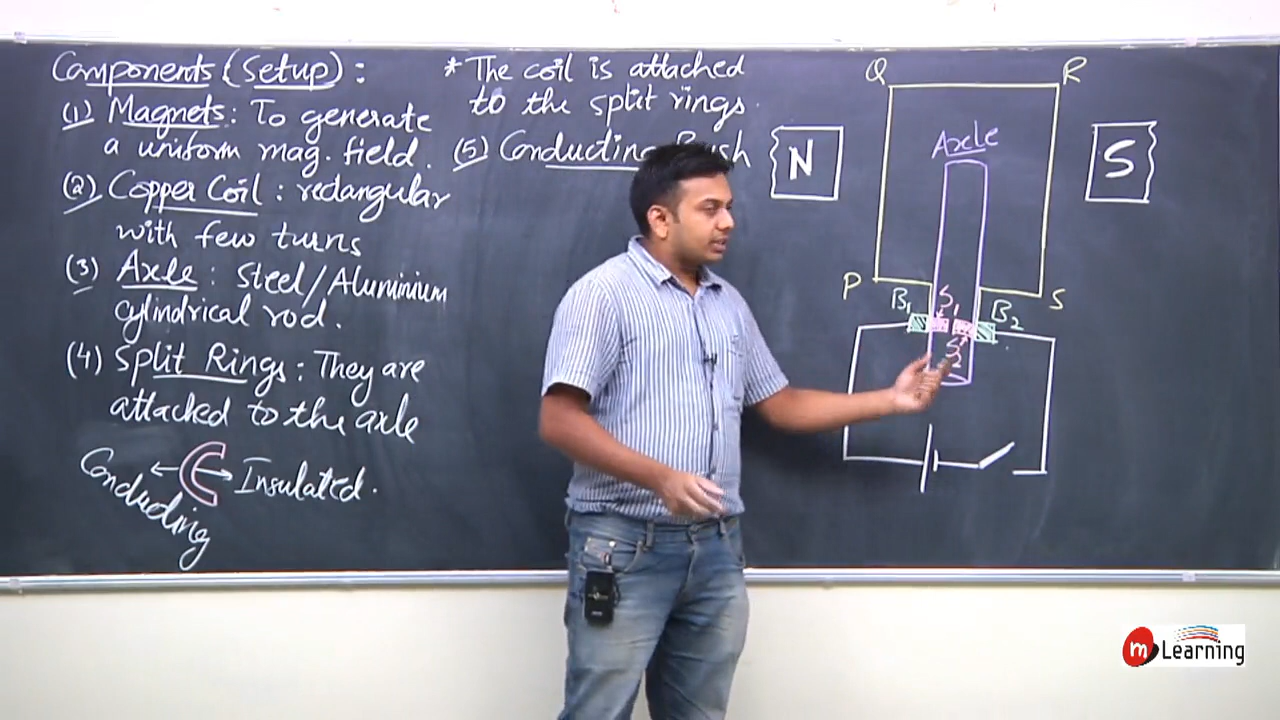 Components (Setup) :
(1) Magnets : To generate
a uniform mag. field.
(2) Copper Coil : redangular
with few turns
(3) Axle : Steel/Aluminium
cylindrical rod.
(4) Split Rings : They are
attached to the axle
Conducting
Insulated.
* The coil is attached
to the split rings.
(5) Conducting
Q
R
Axle
N
S
P
S
B1
S1
B2
S2
m Learning